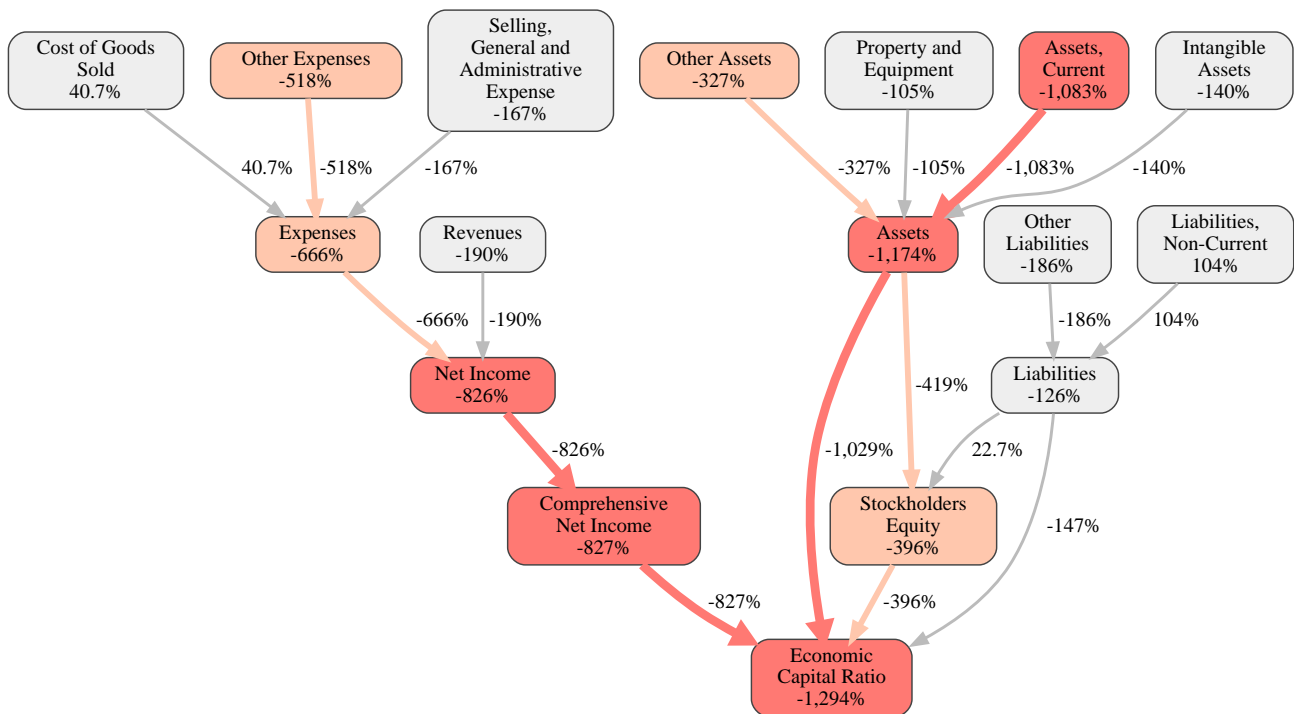 Cost of Goods
Sold
40.7%
Other Expenses
-518%
Selling,
General and
Administrative
Expense
-167%
Other Assets
-327%
Property and
Equipment
-105%
Assets,
Current
-1,083%
Intangible
Assets
-140%
40.7%
-518%
-167%
-327%
-105%
-1,083%
-140%
Expenses
-666%
Revenues
-190%
Assets
-1,174%
Other
Liabilities
-186%
Liabilities,
Non-Current
104%
-666%
-190%
-186%
104%
Net Income
-826%
-419%
Liabilities
-126%
-826%
-1,029%
22.7%
Comprehensive
Net Income
-827%
Stockholders
Equity
-396%
-147%
-827%
-396%
Economic
Capital Ratio
-1,294%